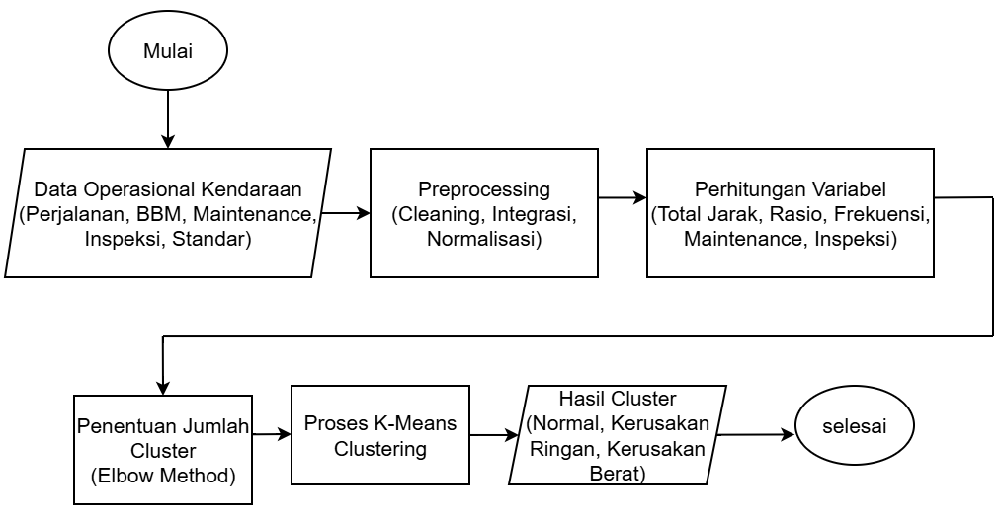 Mulai
Data Operasional Kendaraan
(Perjalanan, BBM, Maintenance,
Inspeksi, Standar)
Preprocessing
(Cleaning, Integrasi,
Normalisasi)
Perhitungan Variabel
(Total Jarak, Rasio, Frekuensi,
Maintenance, Inspeksi)
Penentuan Jumlah
Cluster
(Elbow Method)
Proses K-Means
Clustering
Hasil Cluster
(Normal, Kerusakan
Ringan, Kerusakan
Berat)
selesai